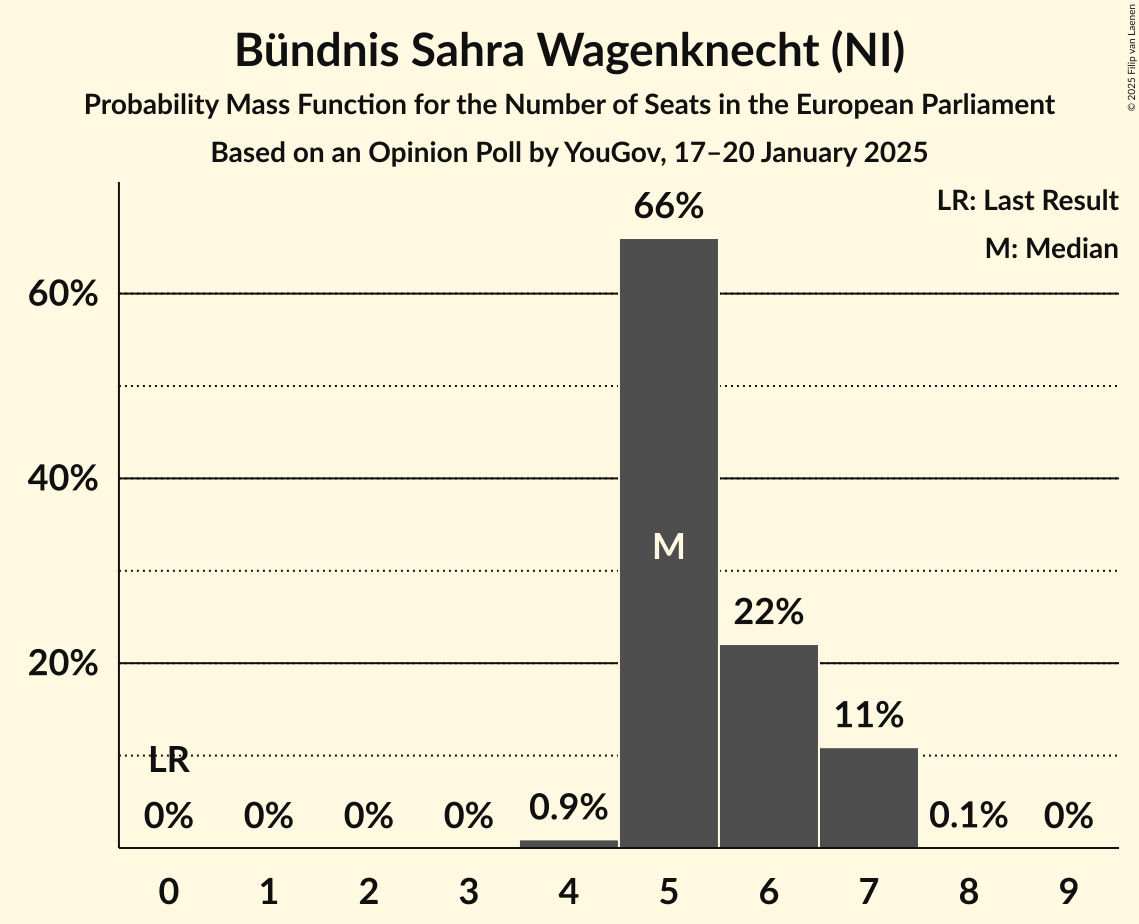 Bündnis Sahra Wagenknecht (NI)
Probability Mass Function for the Number of Seats in the European Parliament
Based on an Opinion Poll by YouGov, 17–20 January 2025
© 2025 Filip van Laenen
LR: Last Result
M: Median
66%
60%
40%
M
22%
20%
11%
LR
0% 0% 0% 0% 0.9% 0.1% 0%
0 1 2 3 4 5 6 7 8 9